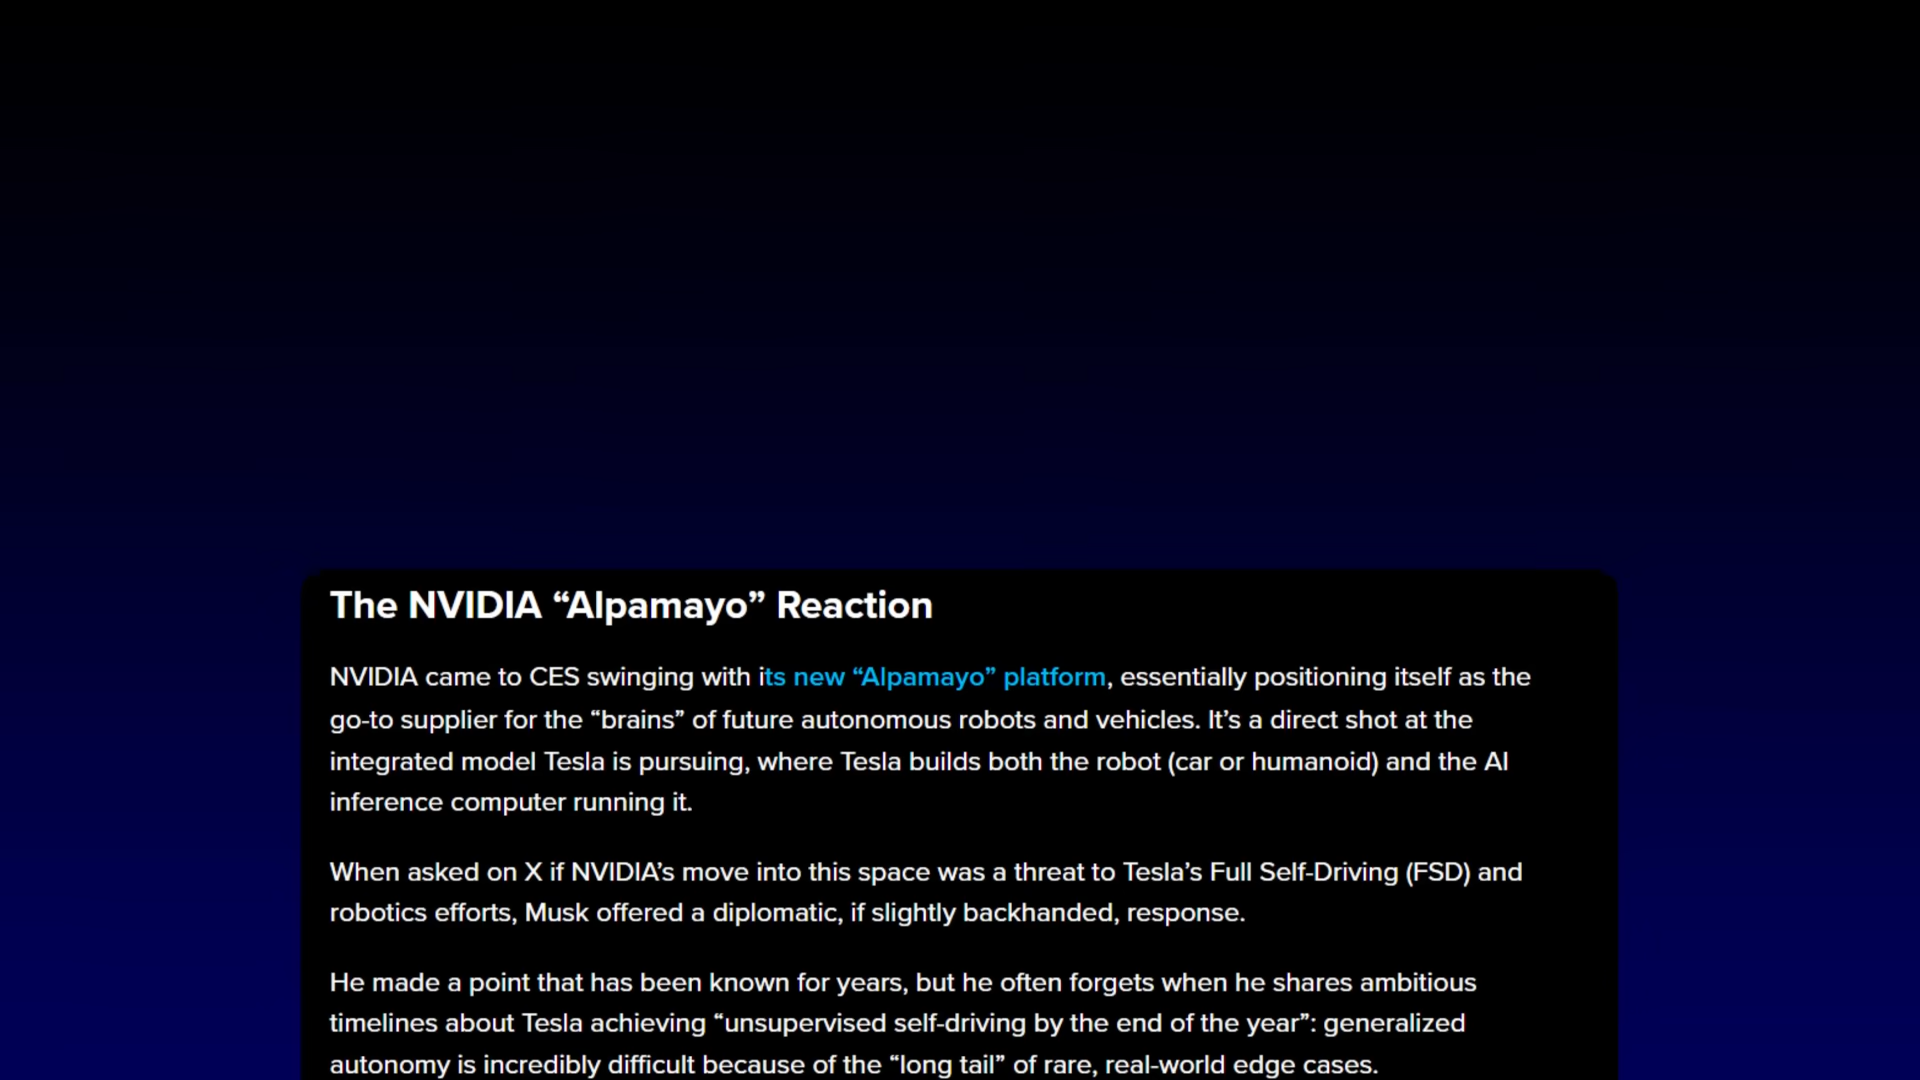 The NVIDIA “Alpamayo” Reaction
NVIDIA came to CES swinging with its new “Alpamayo” platform, essentially positioning itself as the
go-to supplier for the “brains” of future autonomous robots and vehicles. It’s a direct shot at the
integrated model Tesla is pursuing, where Tesla builds both the robot (car or humanoid) and the AI
inference computer running it.
When asked on X if NVIDIA’s move into this space was a threat to Tesla’s Full Self-Driving (FSD) and
robotics efforts, Musk offered a diplomatic, if slightly backhanded, response.
He made a point that has been known for years, but he often forgets when he shares ambitious
timelines about Tesla achieving “unsupervised self-driving by the end of the year”: generalized
autonomy is incredibly difficult because of the “long tail” of rare, real-world edge cases.